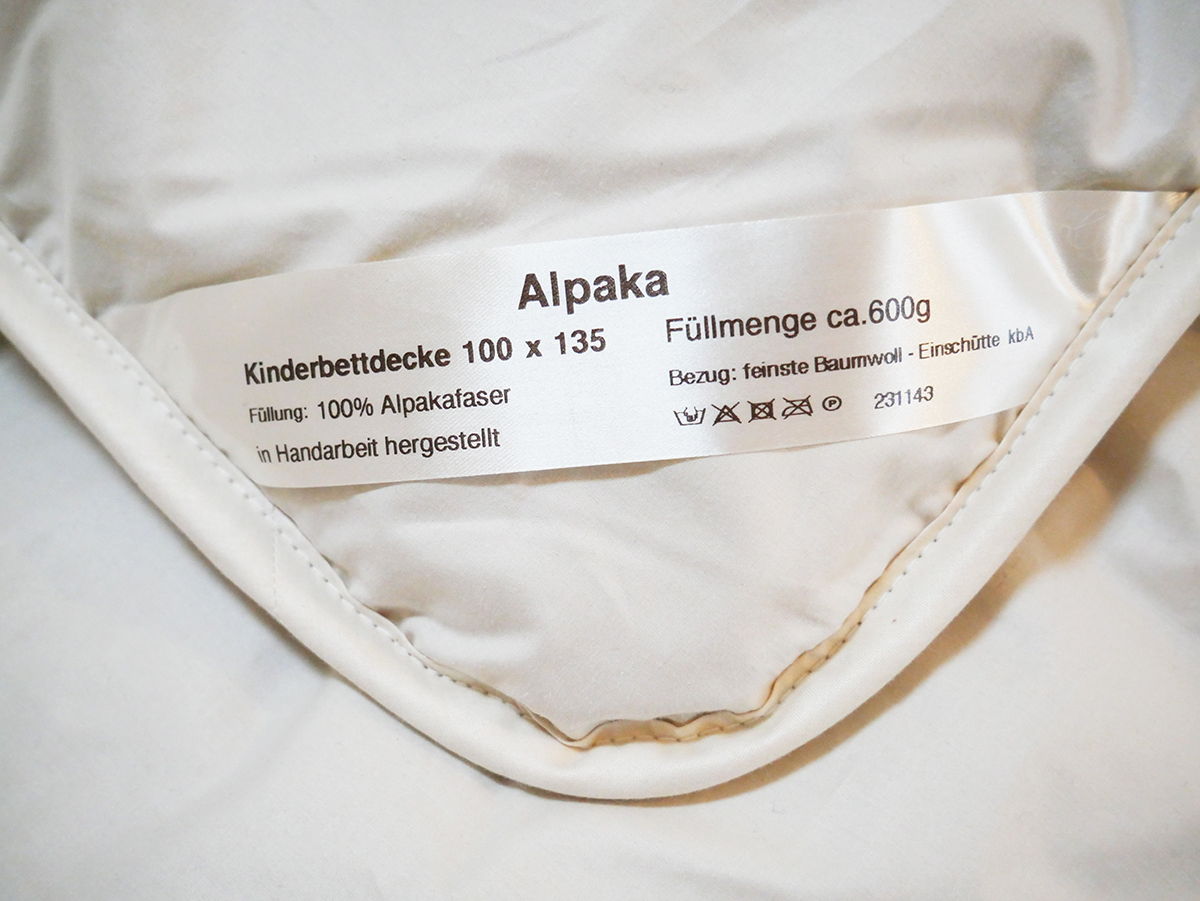 Alpaka
Kinderbettdecke 100 x 135
Füllung: 100% Alpakafaser
in Handarbeit hergestellt
Füllmenge ca.600g
Bezug: feinste Baumwoll - Einschütte kbA
P 231143